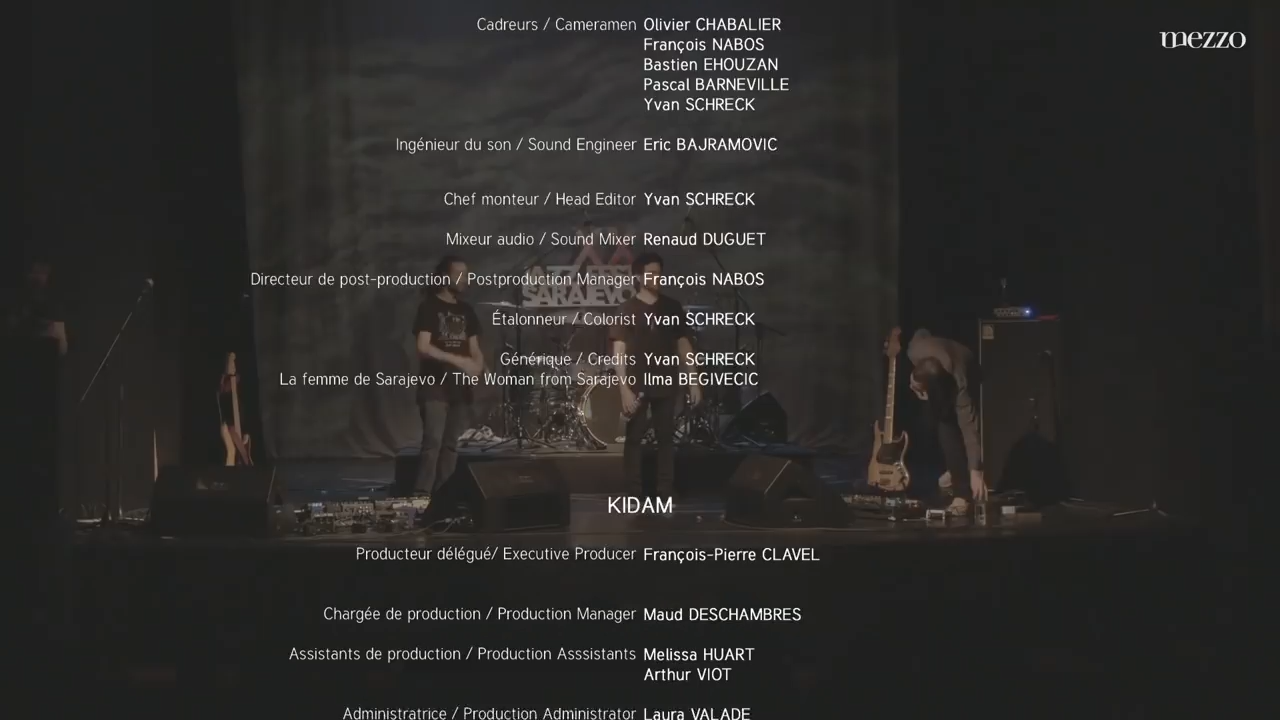 Cadreurs / Cameramen Olivier CHABALIER
mezzo
François NABOS
Bastien EHOUZAN
Pascal BARNEVILLE
Yvan SCHRECK
Ingénieur du son / Sound Engineer Eric BAJRAMOVIC
Chef monteur / Head Editor Yvan SCHRECK
Mixeur audio / Sound Mixer Renaud DUGUET
Directeur de post-production / Postproduction Manager François NABOS
SARAJEVO
Étalonneur / Colorist Yvan SCHRECK
Générique / Credits Yvan SCHRECK
La femme de Sarajevo / The Woman from Sarajevo Ilma BEGIVECIC
KIDAM
Producteur délégué/ Executive Producer François-Pierre CLAVEL
Chargée de production / Production Manager Maud DESCHAMBRES
Assistants de production / Production Asssistants Melissa HUART
Arthur VIOT
Administratrice / Production Administrator Laura VALADE